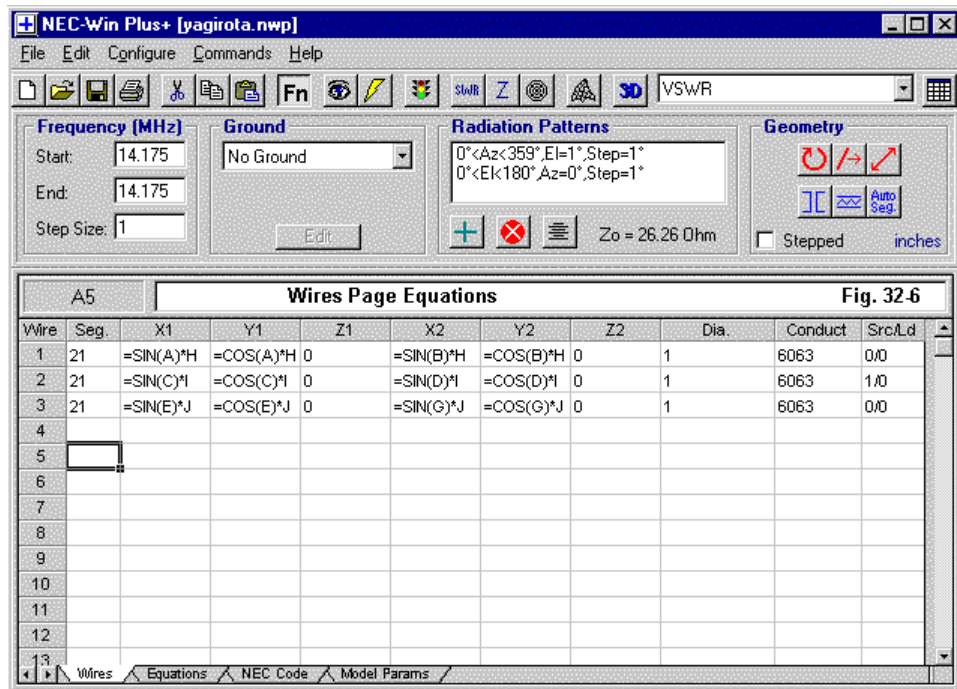 NEC-Win Plus+ [yagirota.nwp]
File Edit Configure Commands Help
Fn SWR Z 3D VSWR
Frequency (MHz) Ground Radiation Patterns Geometry
Start: 14.175 No Ground 0°<Az<359°,El=1°,Step=1°
0°<El<180°,Az=0°,Step=1°
End: 14.175
Auto Seg.
Step Size: 1 Edit Zo = 26.26 Ohm Stepped inches
A5 Wires Page Equations Fig. 32-6
Wire Seg. X1 Y1 Z1 X2 Y2 Z2 Dia. Conduct Src/Ld
1 21 =SIN(A)*H =COS(A)*H 0 =SIN(B)*H =COS(B)*H 0 1 6063 0/0
2 21 =SIN(C)*I =COS(C)*I 0 =SIN(D)*I =COS(D)*I 0 1 6063 1/0
3 21 =SIN(E)*J =COS(E)*J 0 =SIN(G)*J =COS(G)*J 0 1 6063 0/0
4
5
6
7
8
9
10
11
12
13
Wires Equations NEC Code Model Params